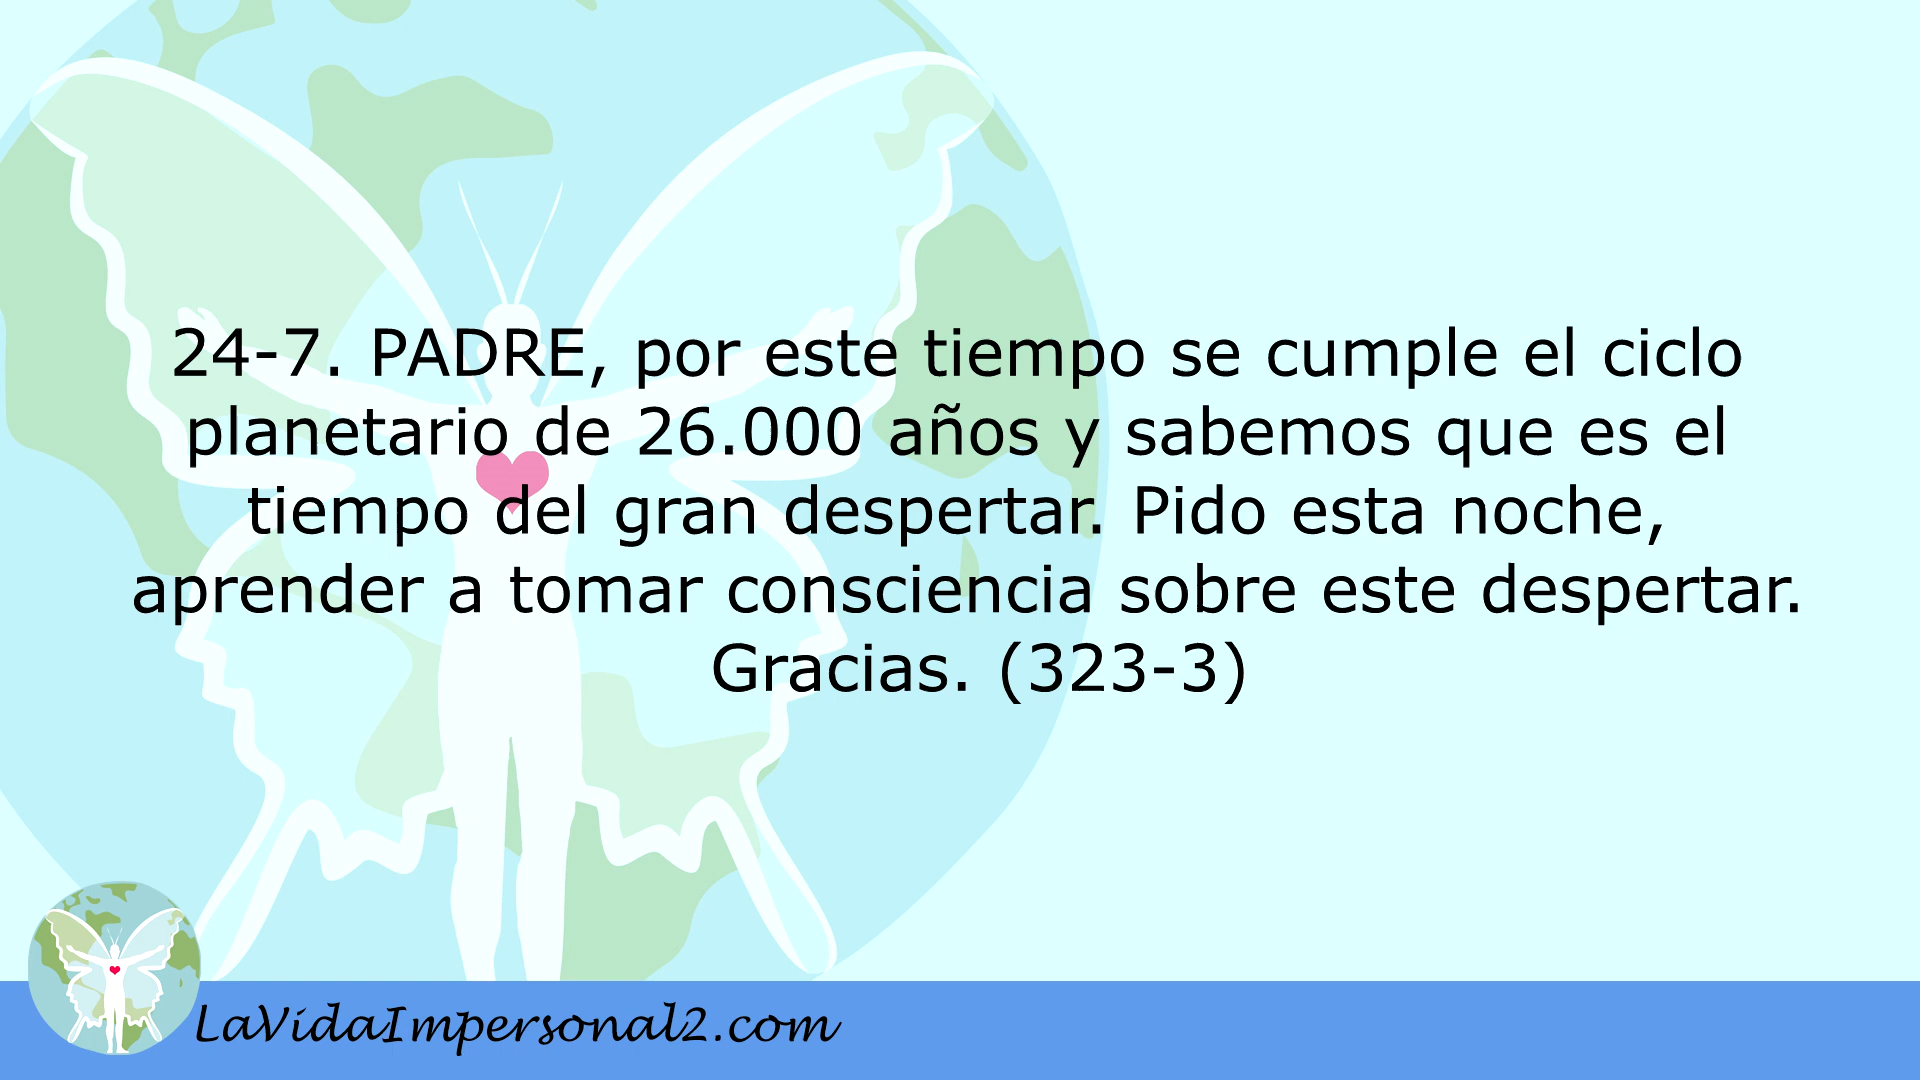 24-7. PADRE, por este tiempo se cumple el ciclo
planetario de 26.000 años y sabemos que es el
tiempo del gran despertar. Pido esta noche,
aprender a tomar consciencia sobre este despertar.
Gracias. (323-3)
LaVidaImpersonal2.com